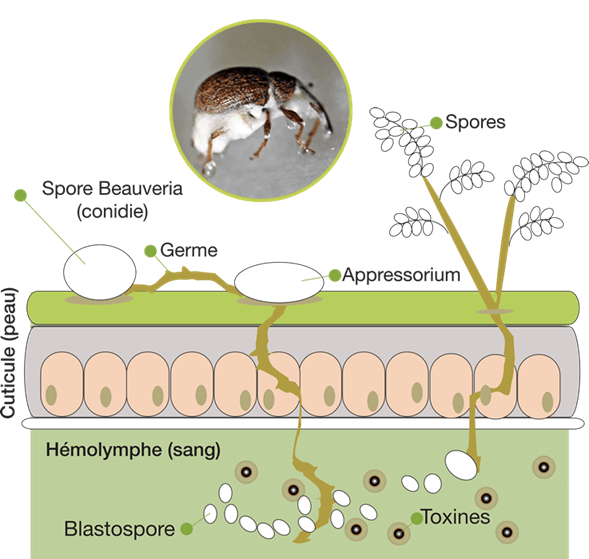 Spores
Spore Beauveria
(conidie)
Germe
Appressorium
Cuticule (peau)
Hémolymphe (sang)
Blastospore
Toxines